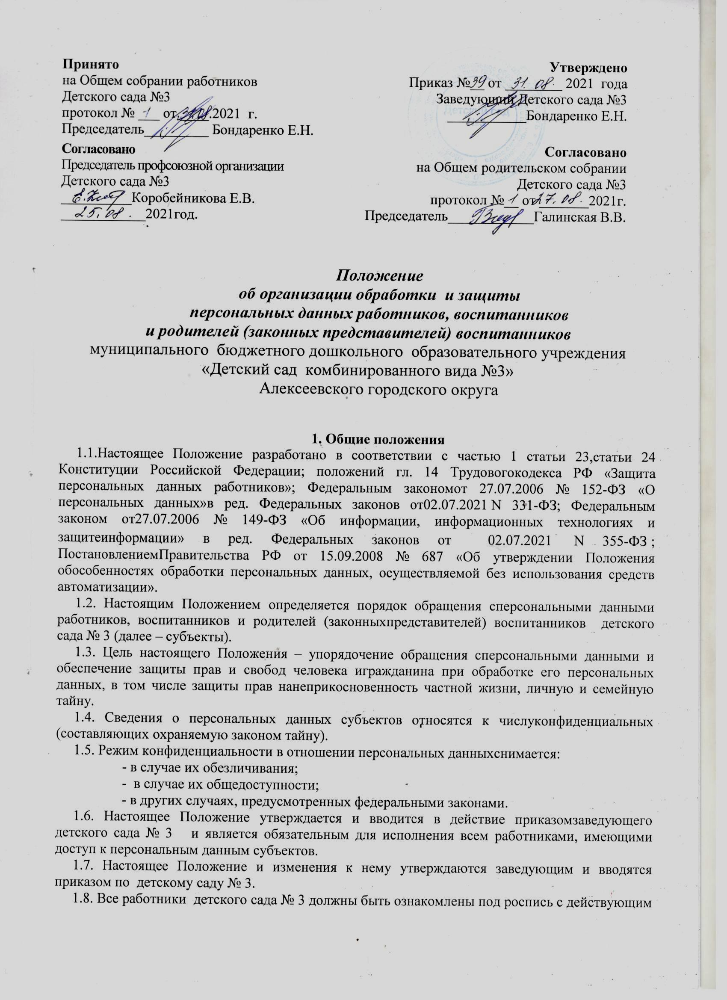 Принято
на Общем собрании работников
Детского сада №3
протокол № 1 от 31.08.2021 г.
Председатель__________ Бондаренко Е.Н.
Утверждено
Приказ №39 от 31. 08. 2021 года
Заведующий Детского сада №3
____________Бондаренко Е.Н.
Согласовано
Председатель профсоюзной организации
Детского сада №3
__________Коробейникова Е.В.
25. 08. 2021год.
Согласовано
на Общем родительском собрании
Детского сада №3
протокол № 1 от 27. 08. 2021г.
Председатель____________Галинская В.В.
Детский сад
Положение
об организации обработки и защиты
персональных данных работников, воспитанников
и родителей (законных представителей) воспитанников
муниципального бюджетного дошкольного образовательного учреждения
«Детский сад комбинированного вида №3»
Алексеевского городского округа
1. Общие положения
1.1.Настоящее Положение разработано в соответствии с частью 1 статьи 23,статьи 24
Конституции Российской Федерации; положений гл. 14 Трудовогокодекса РФ «Защита
персональных данных работников»; Федеральным закономот 27.07.2006 № 152-ФЗ «О
персональных данных»в ред. Федеральных законов от02.07.2021 N 331-ФЗ; Федеральным
законом от27.07.2006 № 149-ФЗ «Об информации, информационных технологиях и
защитеинформации» в ред. Федеральных законов от 02.07.2021 N 355-ФЗ ;
ПостановлениемПравительства РФ от 15.09.2008 № 687 «Об утверждении Положения
обособенностях обработки персональных данных, осуществляемой без использования средств
автоматизации».
1.2. Настоящим Положением определяется порядок обращения сперсональными данными
работников, воспитанников и родителей (законныхпредставителей) воспитанников детского
сада № 3 (далее – субъекты).
1.3. Цель настоящего Положения – упорядочение обращения сперсональными данными и
обеспечение защиты прав и свобод человека игражданина при обработке его персональных
данных, в том числе защиты прав нанеприкосновенность частной жизни, личную и семейную
тайну.
1.4. Сведения о персональных данных субъектов относятся к числуконфиденциальных
(составляющих охраняемую законом тайну).
1.5. Режим конфиденциальности в отношении персональных данныхснимается:
- в случае их обезличивания;
- в случае их общедоступности;
- в других случаях, предусмотренных федеральными законами.
1.6. Настоящее Положение утверждается и вводится в действие приказомзаведующего
детского сада № 3 и является обязательным для исполнения всем работниками, имеющими
доступ к персональным данным субъектов.
1.7. Настоящее Положение и изменения к нему утверждаются заведующим и вводятся
приказом по детскому саду № 3.
1.8. Все работники детского сада № 3 должны быть ознакомлены под роспись с действующим